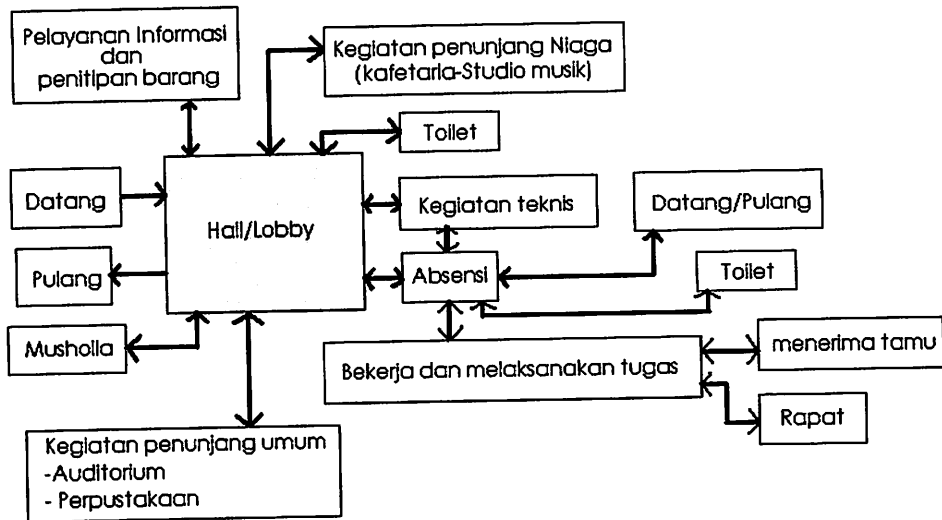 Pelayanan Informasi
dan
penitipan barang
Kegiatan penunjang Niaga
(kafetaria-Studio musik)
Toilet
Datang
Hall/Lobby
Kegiatan teknis
Datang/Pulang
Pulang
Absensi
Toilet
Musholla
Bekerja dan melaksanakan tugas
menerima tamu
Rapat
Kegiatan penunjang umum
-Auditorium
- Perpustakaan